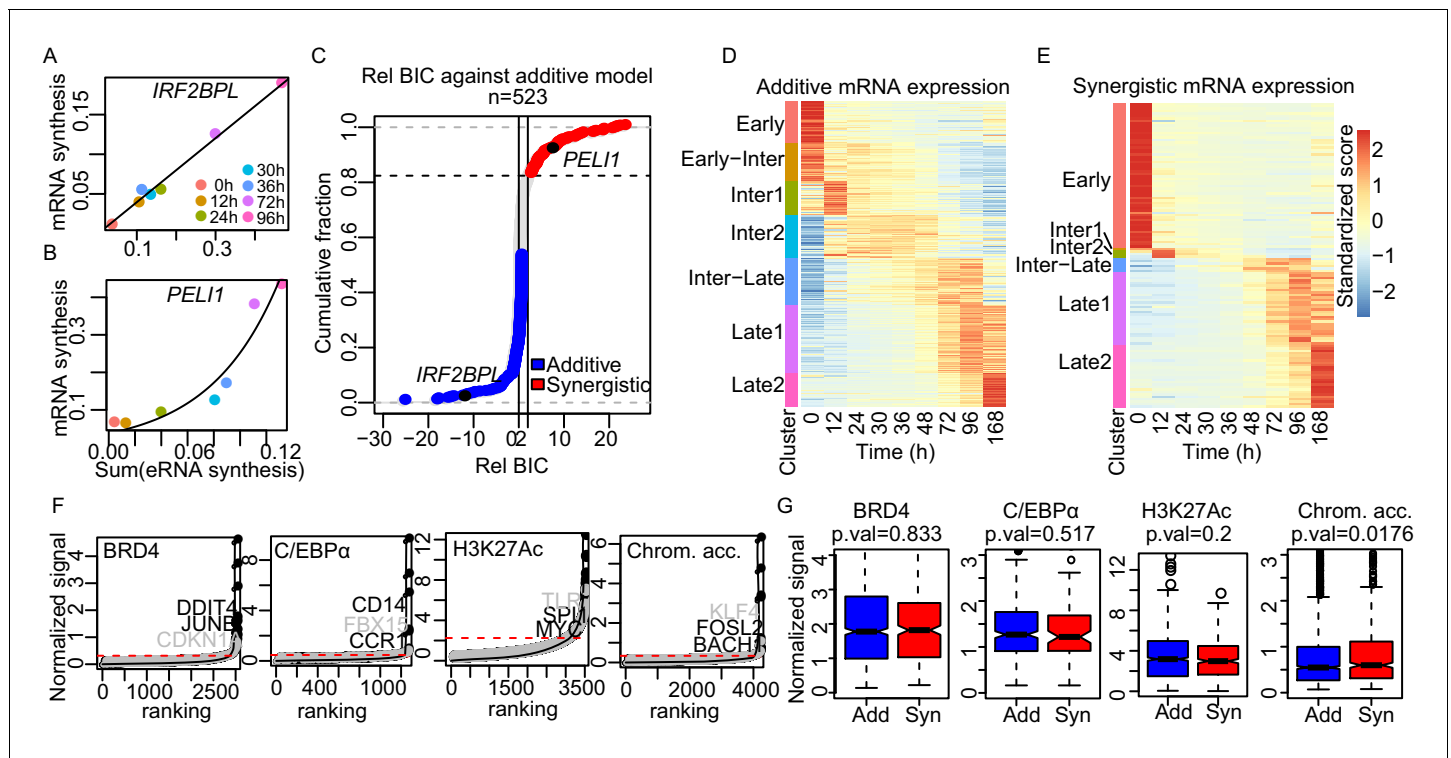 A
mRNA synthesis
0.05
0.15
IRF2BPL
0h
12h
24h
30h
36h
72h
96h
0.1
0.3
B
mRNA synthesis
0.1
0.3
PELI1
0.00
0.06
0.12
Sum(eRNA synthesis)
C
Rel BIC against additive model
n=523
Cumulative fraction
0.0
0.2
0.4
0.6
0.8
1.0
PELI1
IRF2BPL
Additive
Synergistic
−30
−20
−10
0
2
10
20
Rel BIC
D
Additive mRNA expression
Early
Early−Inter
Inter1
Inter2
Inter−Late
Late1
Late2
Cluster
0
12
24
30
36
48
72
96
168
Time (h)
E
Synergistic mRNA expression
Early
Inter1
Inter2
Inter−Late
Late1
Late2
Cluster
0
12
24
30
36
48
72
96
168
Time (h)
Standardized score
2
1
0
−1
−2
F
Normalized signal
BRD4
0
1
2
3
4
DDIT4
JUNB
0
1000
2500
ranking
C/EBPα
0
4
8
CD14
CCR1
0
400
1000
ranking
H3K27Ac
0
4
8
12
MYC
0
1500
3500
ranking
Chrom. acc.
0
2
4
6
KLF4
FOSL2
BACH1
0
2000
4000
ranking
G
Normalized signal
BRD4
p.val=0.833
0
1
2
3
4
Add
Syn
C/EBPα
p.val=0.517
0
1
2
3
Add
Syn
H3K27Ac
p.val=0.2
0
4
8
12
Add
Syn
Chrom. acc.
p.val=0.0176
0
1
2
3
Add
Syn